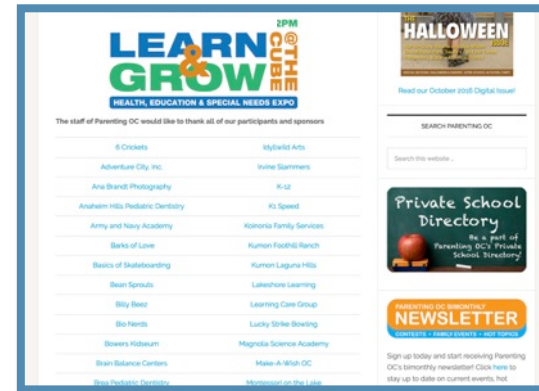 2PM
LEARN
& GROW
@THE
CUBE
HEALTH, EDUCATION & SPECIAL NEEDS EXPO
The staff of Parenting OC would like to thank all of our participants and sponsors
6 Crickets
Idyllwild Arts
Adventure City, Inc.
Irvine Slammers
Ana Brandt Photography
K-12
Anaheim Hills Pediatric Dentistry
K1 Speed
Army and Navy Academy
Koinonia Family Services
Barks of Love
Kumon Foothill Ranch
Basics of Skateboarding
Kumon Laguna Hills
Bean Sprouts
Lakeshore Learning
Billy Beez
Learning Care Group
Bio Nerds
Lucky Strike Bowling
Bowers Kidseum
Magnolia Science Academy
Brain Balance Centers
Make-A-Wish OC
Brea Pediatric Dentistry
Montessori on the Lake
HALLOWEEN
Issue
Read our October 2016 Digital Issue!
SEARCH PARENTING OC
Search this website …
Private School
Directory
Be a part of
Parenting OC's Private
School Directory!
PARENTING OC BIMONTHLY
NEWSLETTER
CONTESTS • FAMILY EVENTS • HOT TOPICS
Sign up today and start receiving Parenting
OC's bimonthly newsletter! Click here to
stay up to date on current events, hot